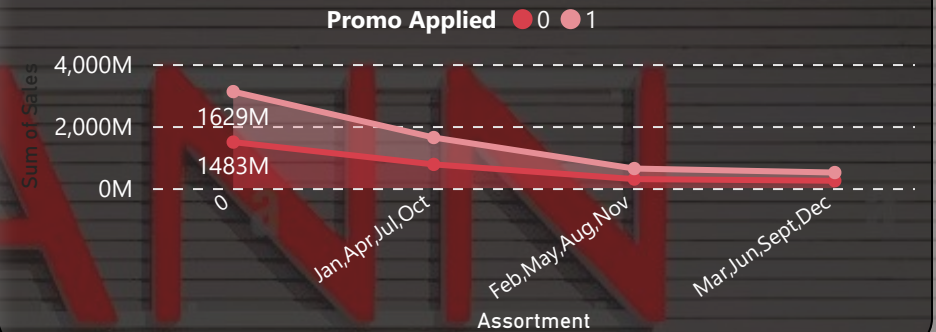 Promo Applied 0 1
Sum of Sales
4,000M
2,000M
0M
1629M
1483M
0
Jan,Apr,Jul,Oct
Feb,May,Aug,Nov
Mar,Jun,Sept,Dec
Assortment
ANN